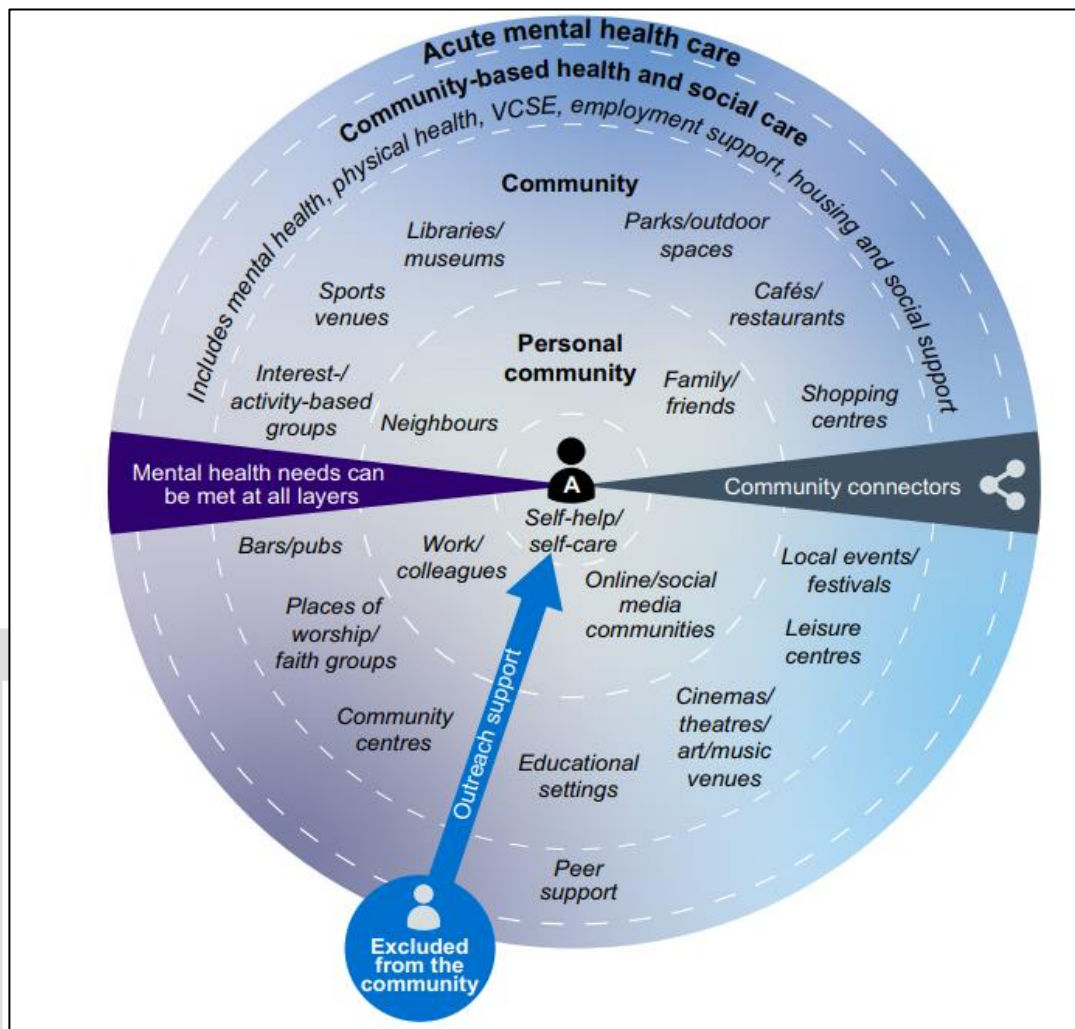 Acute mental health care
Community-based health and social care
Includes mental health, physical health, VCSE, employment support, housing and social support
Community
Libraries/
museums
Parks/outdoor
spaces
Sports
venues
Cafés/
restaurants
Personal
community
Interest-/
activity-based
groups
Neighbours
Family/
friends
Shopping
centres
Mental health needs can
be met at all layers
A
Community connectors
Self-help/
self-care
Bars/pubs
Work/
colleagues
Online/social
media
communities
Local events/
festivals
Places of
worship/
faith groups
Leisure
centres
Outreach support
Community
centres
Cinemas/
theatres/
art/music
venues
Educational
settings
Peer
support
Excluded
from the
community